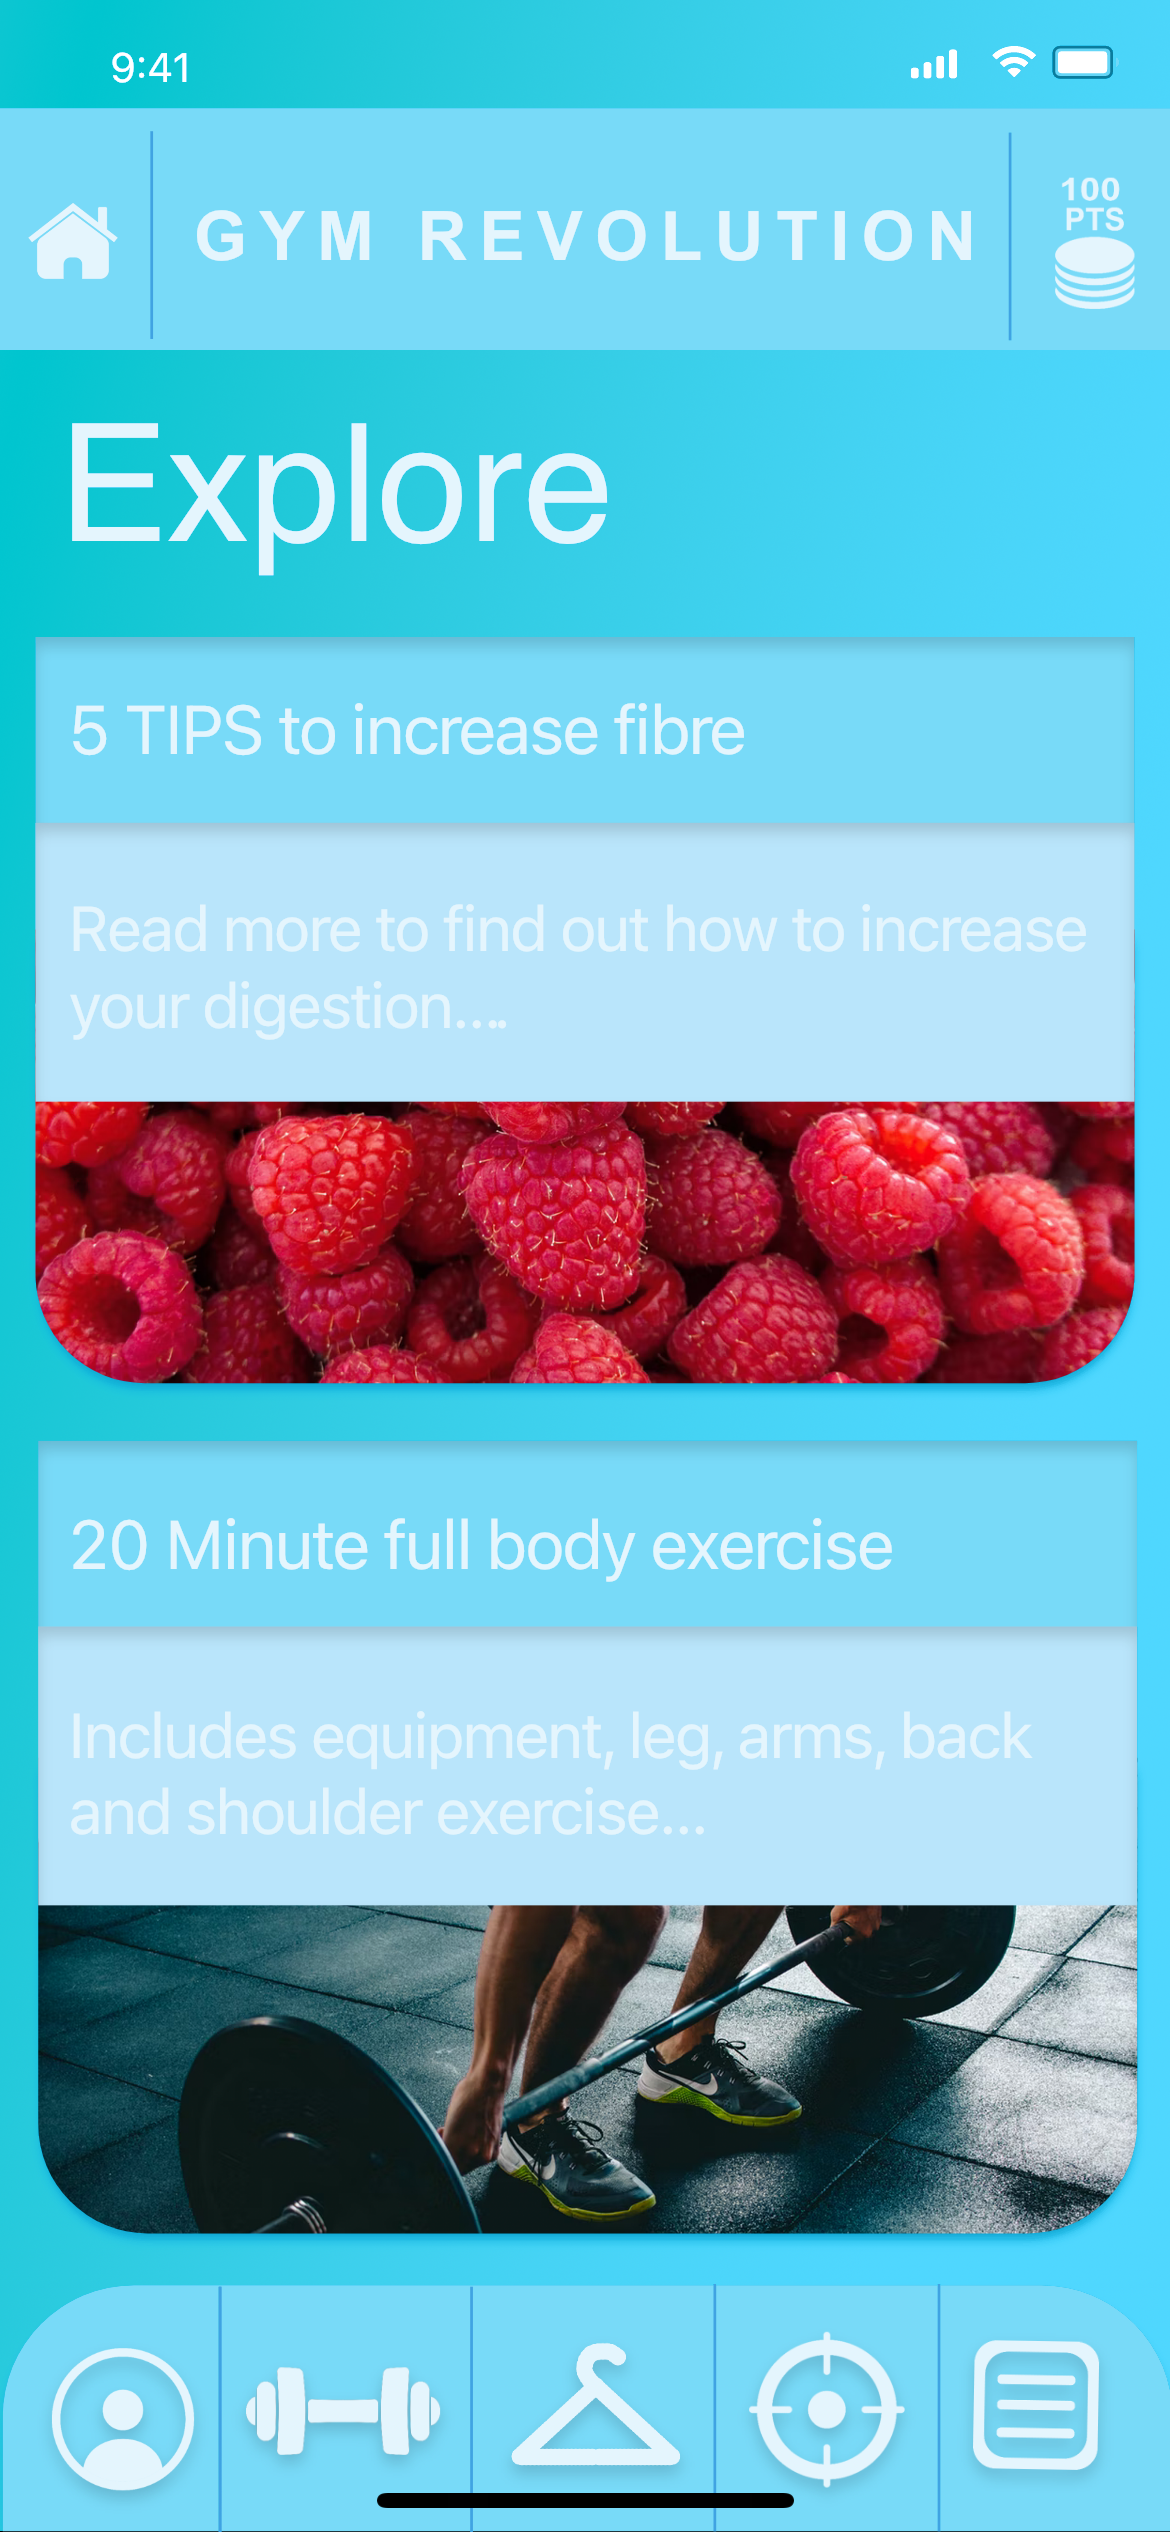 9:41
GYM REVOLUTION
100
PTS
Explore
5 TIPS to increase fibre
Read more to find out how to increase
your digestion....
20 Minute full body exercise
Includes equipment, leg, arms, back
and shoulder exercise...